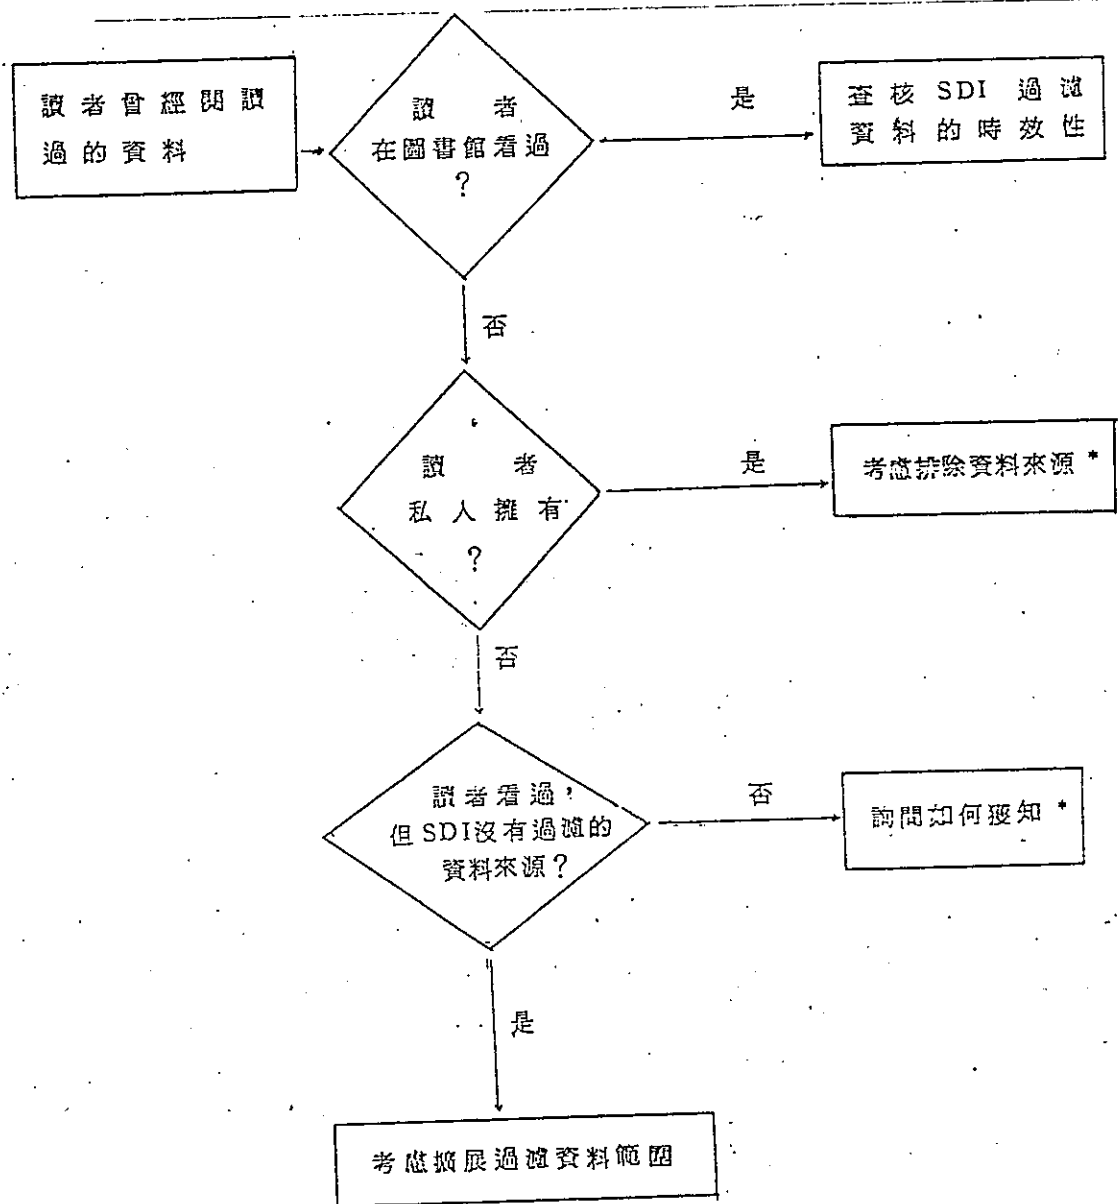 讀者曾經閱讀
過的資料
讀者
在圖書館看過
?
是
查核 SDI 過濾
資料的時效性
否
讀者
私人擁有
?
是
考慮排除資料來源 *
否
讀者看過，
但 SDI沒有過濾的
資料來源?
否
詢問如何獲知 *
是
考慮擴展過濾資料範圍